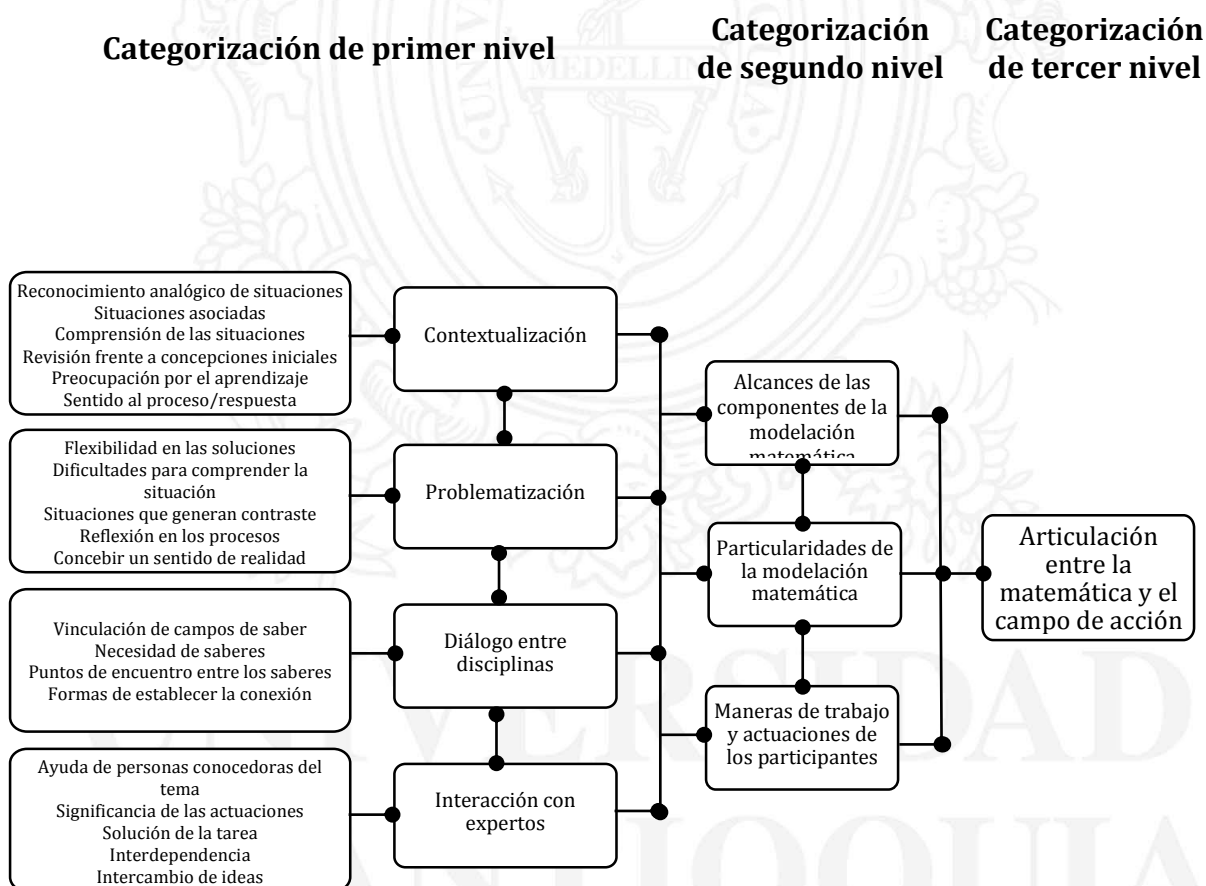 Categorización de primer nivel
Categorización
de segundo nivel
Categorización
de tercer nivel
MEDELLIN
Reconocimiento analógico de situaciones
Situaciones asociadas
Comprensión de las situaciones
Revisión frente a concepciones iniciales
Preocupación por el aprendizaje
Sentido al proceso/respuesta
Contextualización
Flexibilidad en las soluciones
Dificultades para comprender la
situación
Situaciones que generan contraste
Reflexión en los procesos
Concebir un sentido de realidad
Problematización
Vinculación de campos de saber
Necesidad de saberes
Puntos de encuentro entre los saberes
Formas de establecer la conexión
Diálogo entre
disciplinas
Ayuda de personas conocedoras del
tema
Significancia de las actuaciones
Solución de la tarea
Interdependencia
Intercambio de ideas
Interacción con
expertos
Alcances de las
componentes de la
modelación
matemática
Particularidades de
la modelación
matemática
Maneras de trabajo
y actuaciones de
los participantes
Articulación
entre la
matemática y el
campo de acción
UNIVERSIDAD
ANTIOQUIA